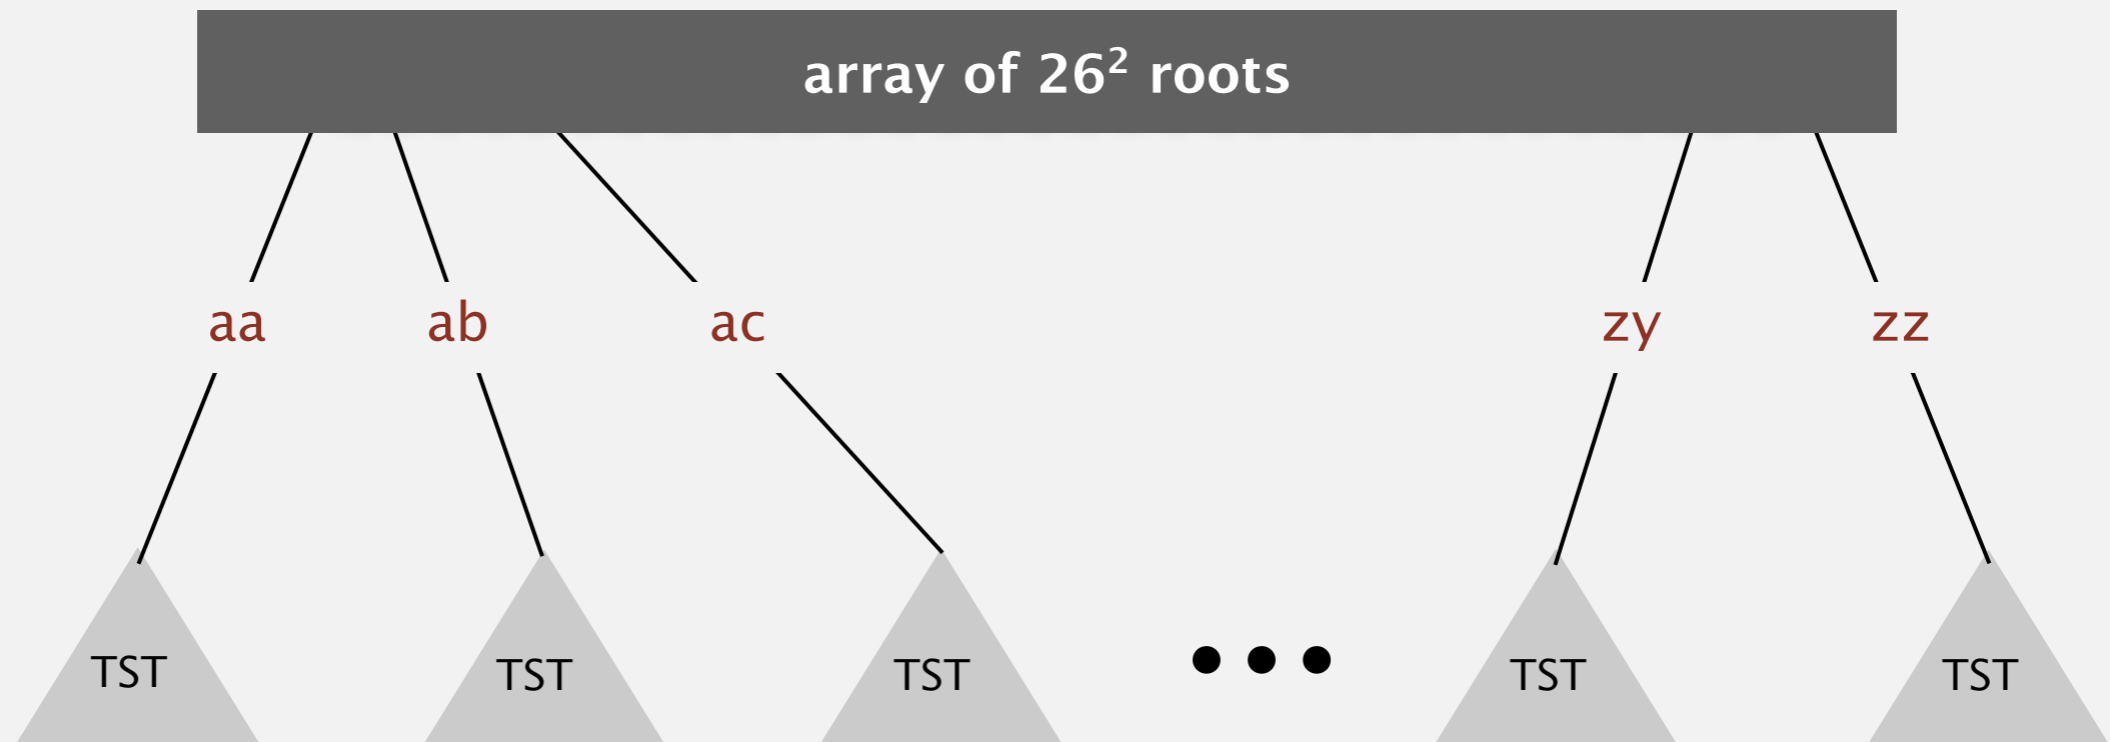 array of 26² roots
aa ab ac zy zz
TST TST TST TST TST